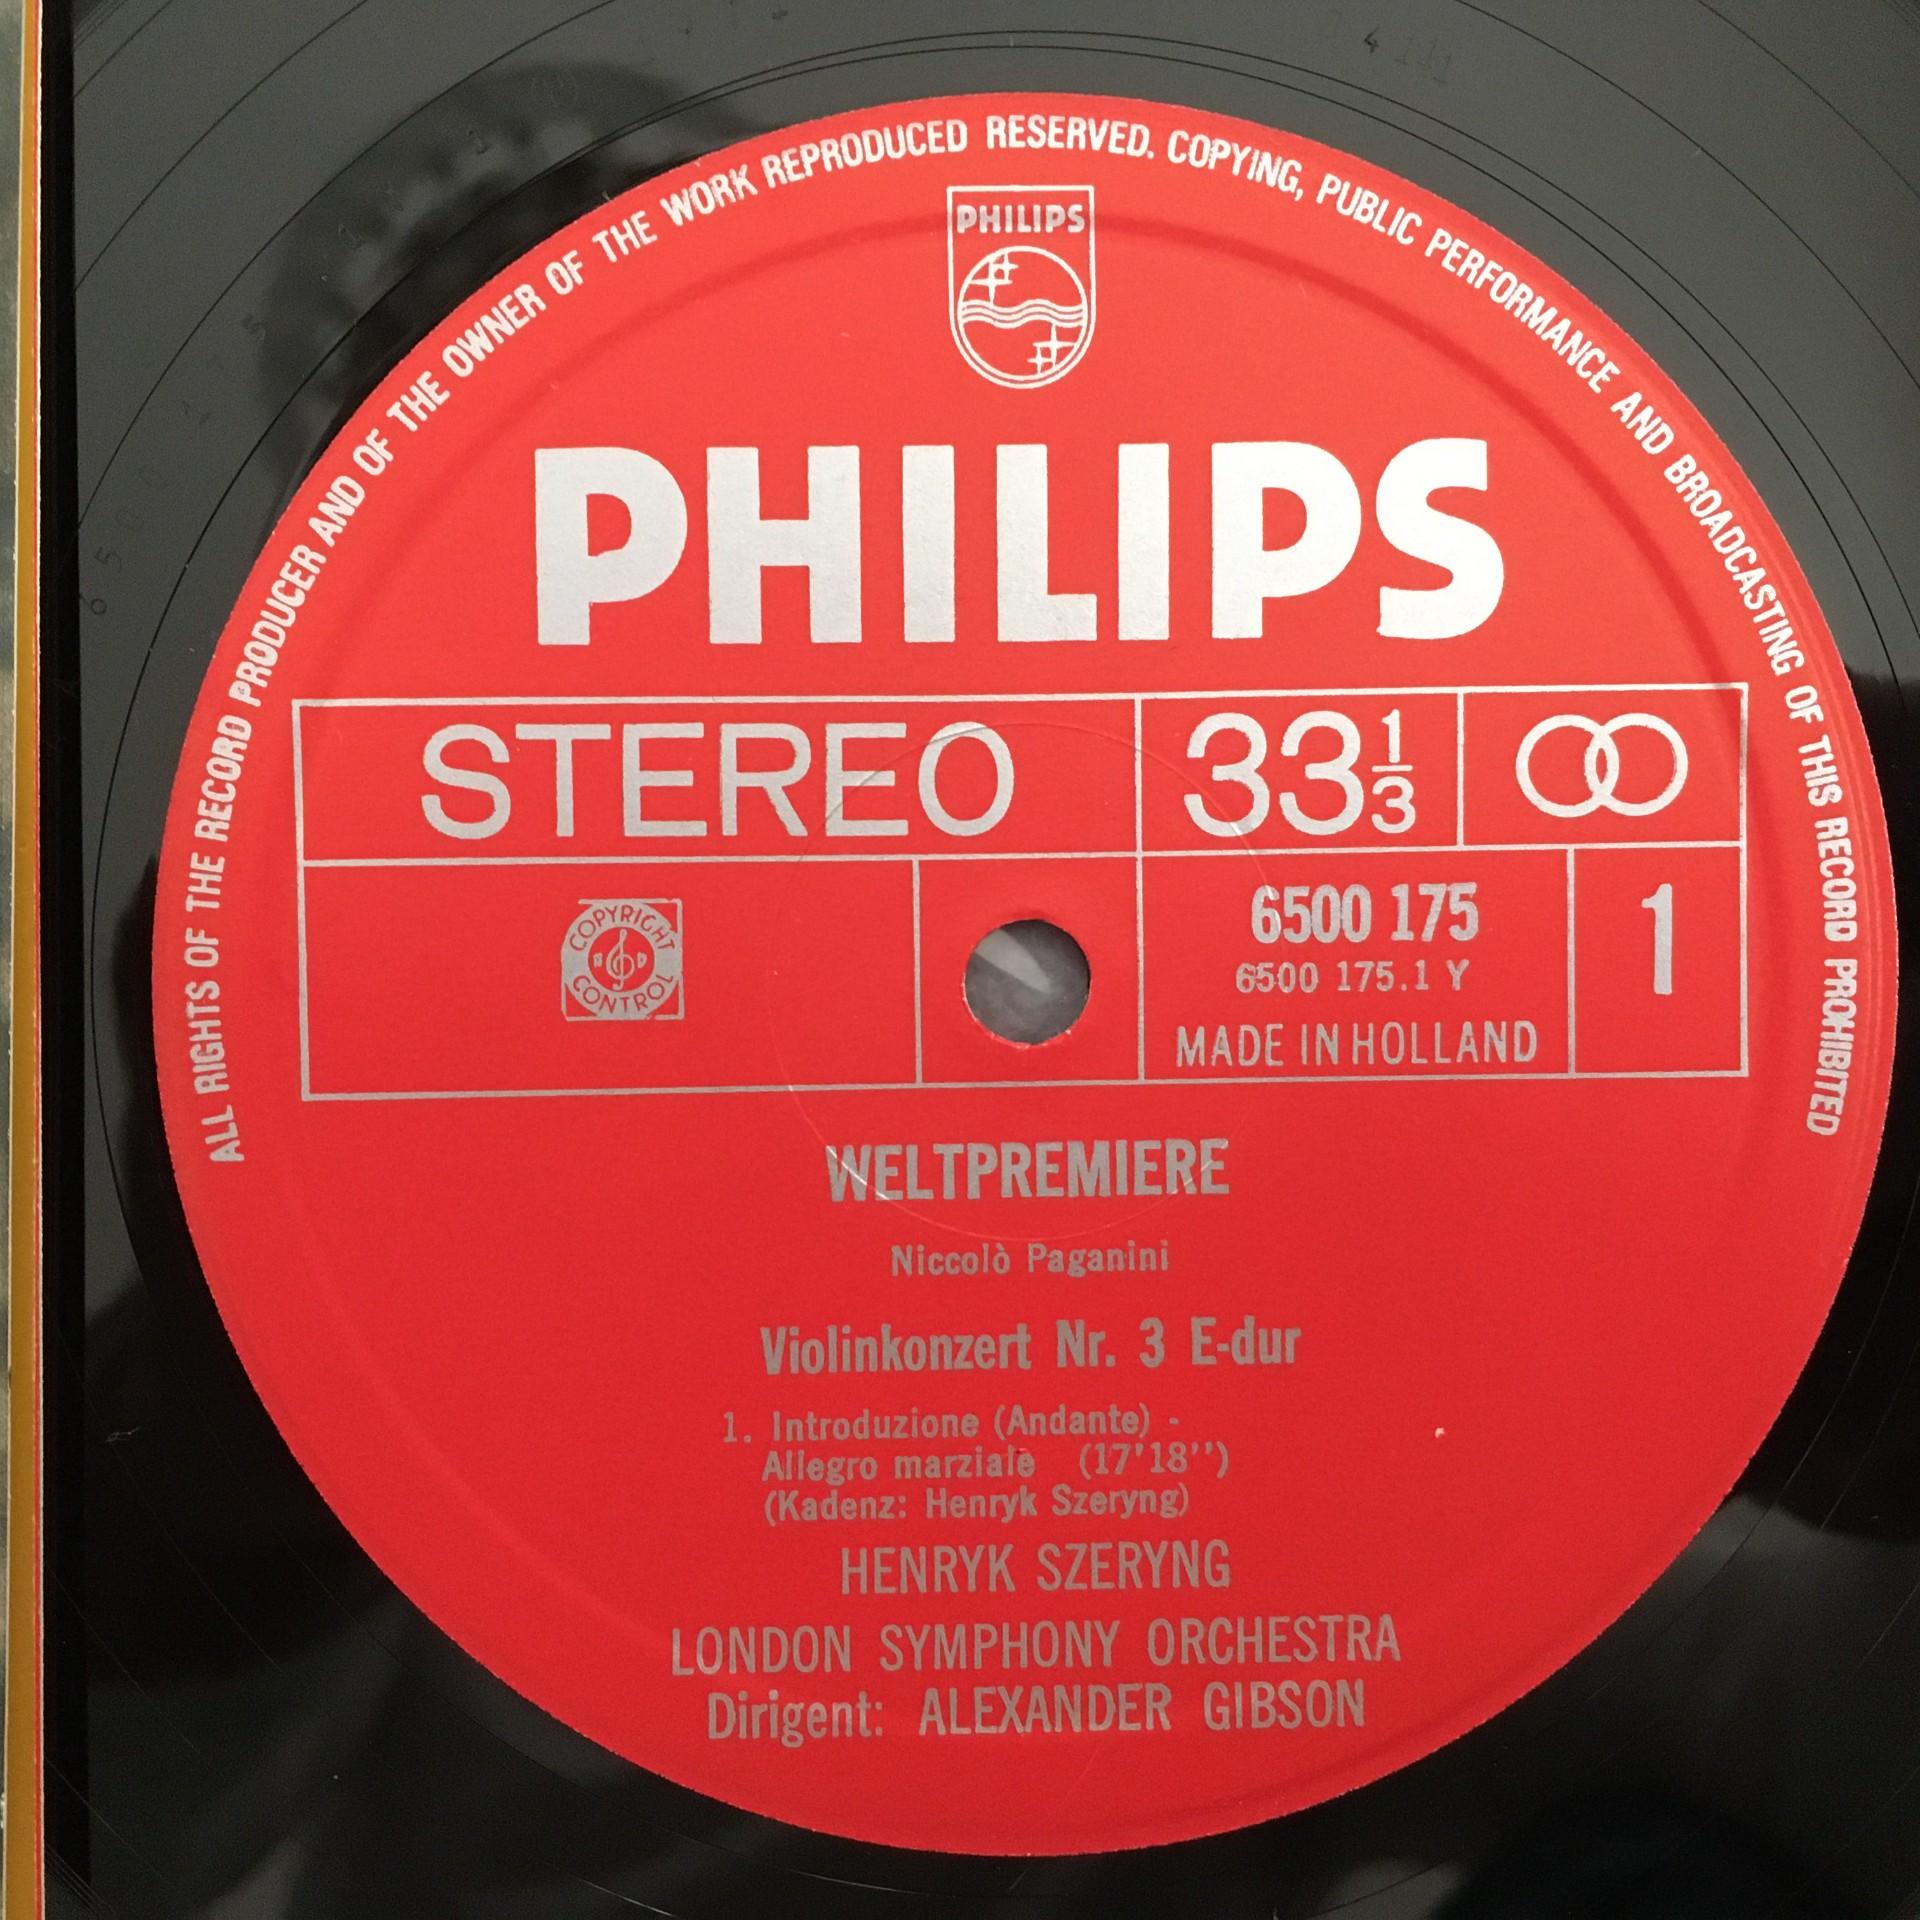 ALL RIGHTS OF THE RECORD PRODUCER AND OF THE OWNER OF THE WORK REPRODUCED RESERVED. COPYING, PUBLIC PERFORMANCE AND BROADCASTING OF THIS RECORD PROHIBITED
PHILIPS
PHILIPS
STEREO 33 1/3
COPYRIGHT CONTROL
6500 175 1
6500 175.1 Y
MADE IN HOLLAND
WELTPREMIERE
Niccolò Paganini
Violinkonzert Nr. 3 E-dur
1. Introduzione (Andante) -
Allegro marziale (17'18'')
(Kadenz: Henryk Szeryng)
HENRYK SZERYNG
LONDON SYMPHONY ORCHESTRA
Dirigent: ALEXANDER GIBSON